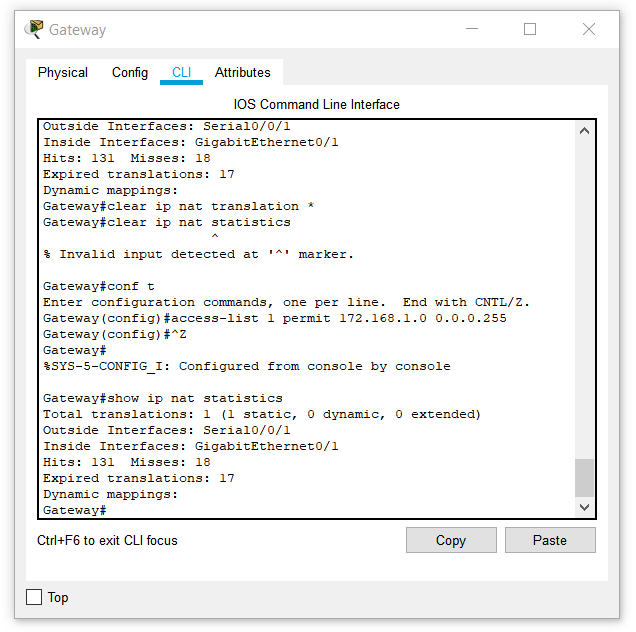 Gateway
Physical Config CLI Attributes
IOS Command Line Interface
Outside Interfaces: Serial0/0/1
Inside Interfaces: GigabitEthernet0/1
Hits: 131  Misses: 18
Expired translations: 17
Dynamic mappings:
Gateway#clear ip nat translation *
Gateway#clear ip nat statistics
^
% Invalid input detected at '^' marker.
Gateway#conf t
Enter configuration commands, one per line.  End with CNTL/Z.
Gateway(config)#access-list 1 permit 172.168.1.0 0.0.0.255
Gateway(config)#^Z
Gateway#
%SYS-5-CONFIG_I: Configured from console by console
Gateway#show ip nat statistics
Total translations: 1 (1 static, 0 dynamic, 0 extended)
Outside Interfaces: Serial0/0/1
Inside Interfaces: GigabitEthernet0/1
Hits: 131  Misses: 18
Expired translations: 17
Dynamic mappings:
Gateway#
Ctrl+F6 to exit CLI focus Copy Paste
Top